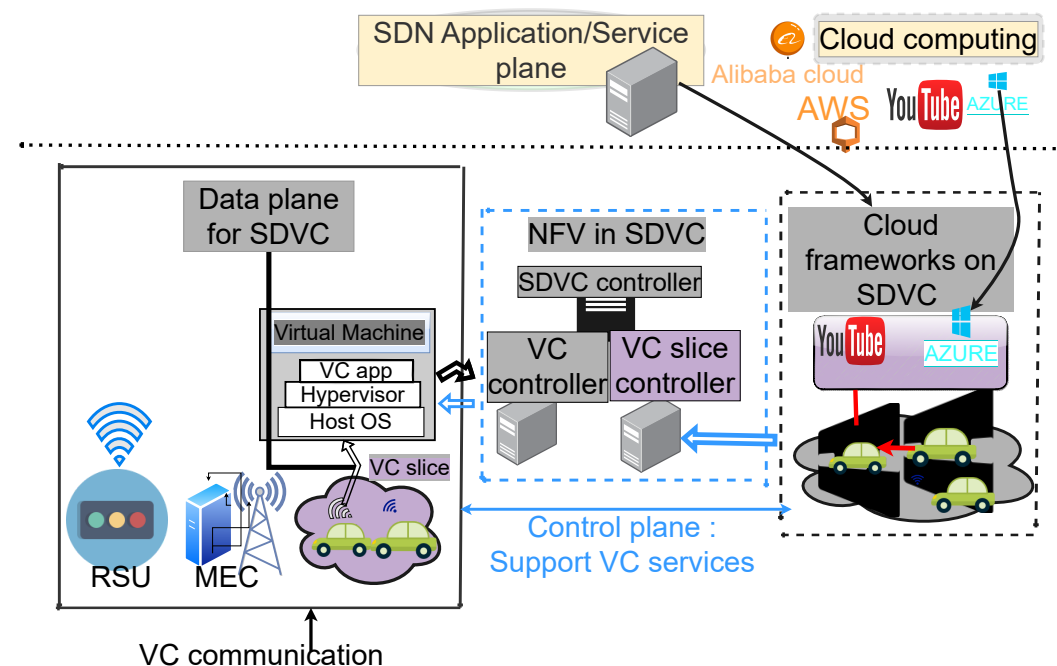 SDN Application/Service
plane
Cloud computing
Alibaba cloud
AWS
YouTube
AZURE
Data plane
for SDVC
NFV in SDVC
SDVC controller
VC
controller
VC slice
controller
Cloud
frameworks on
SDVC
YouTube
AZURE
Virtual Machine
VC app
Hypervisor
Host OS
VC slice
RSU
MEC
Control plane :
Support VC services
VC communication